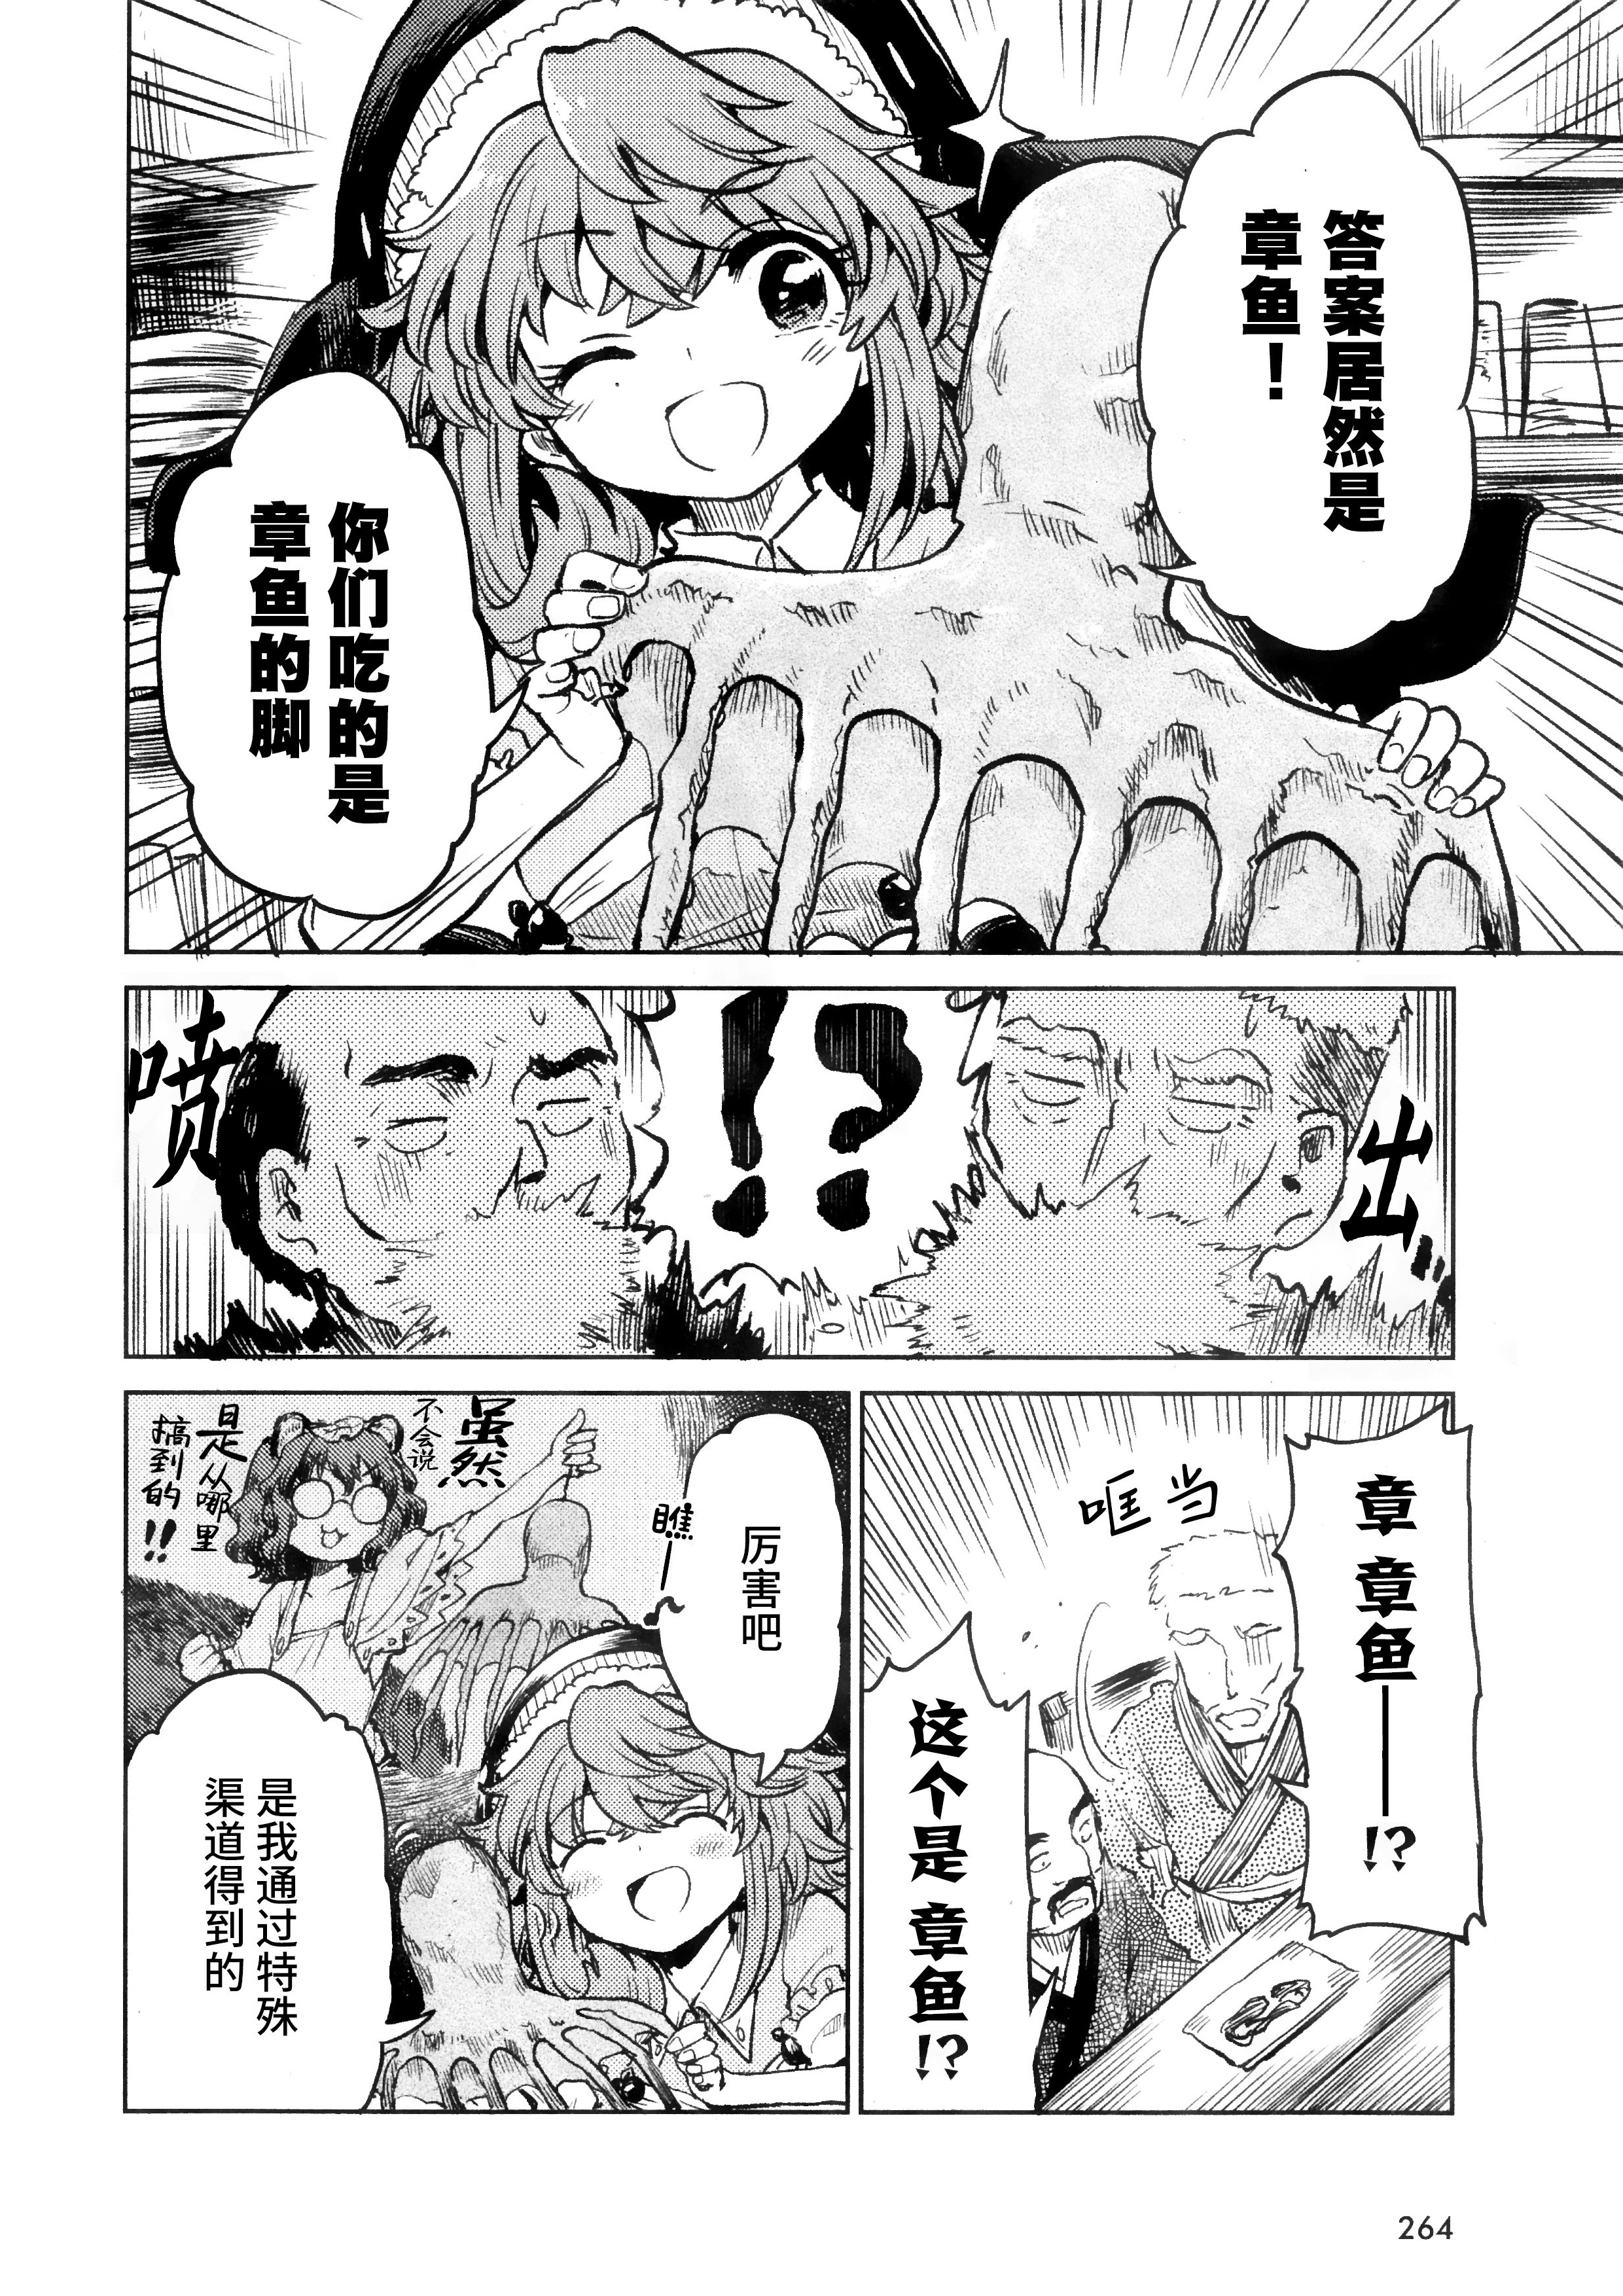 答案居然是
章鱼！
你们吃的是
章鱼的脚
!?
喷
出
章 章鱼——!?
哐当
这个是 章鱼!?
厉害吧
瞧——
虽然
不会说
是从哪里
搞到的!!
是我通过特殊
渠道得到的
264